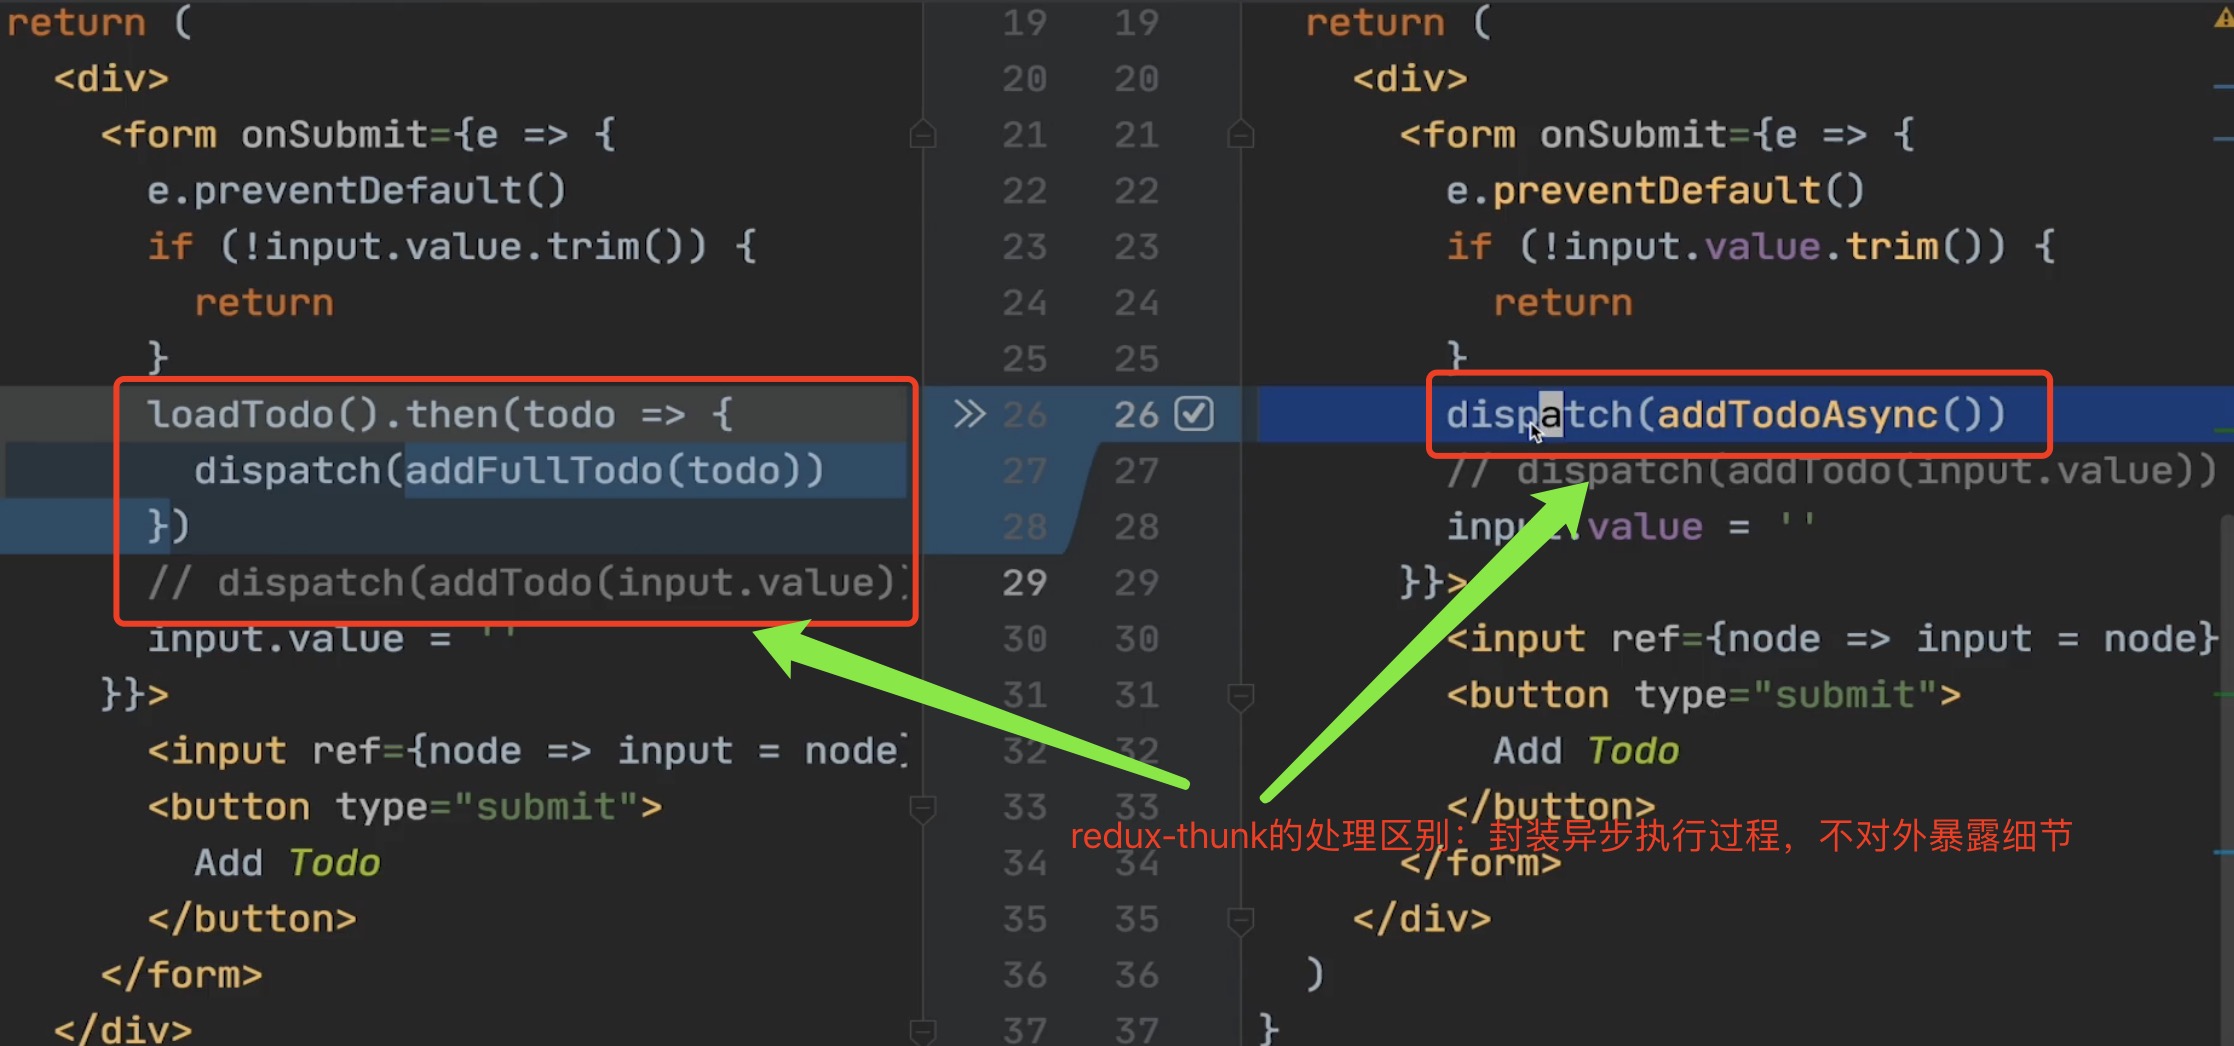 return (
<div>
<form onSubmit={e => {
e.preventDefault()
if (!input.value.trim()) {
return
}
loadTodo().then(todo => {
dispatch(addFullTodo(todo))
})
// dispatch(addTodo(input.value))
input.value = ''
}}>
<input ref={node => input = node}
<button type="submit">
Add Todo
</button>
</form>
</div>
19 19
20 20
21 21
22 22
23 23
24 24
25 25
26 26
27 27
28 28
29 29
30 30
31 31
32 32
33 33
34 34
35 35
36 36
37 37
return (
<div>
<form onSubmit={e => {
e.preventDefault()
if (!input.value.trim()) {
return
}
dispatch(addTodoAsync())
// dispatch(addTodo(input.value))
input.value = ''
}}>
<input ref={node => input = node}
<button type="submit">
Add Todo
</button>
</form>
</div>
)
}
redux-thunk的处理区别：封装异步执行过程，不对外暴露细节